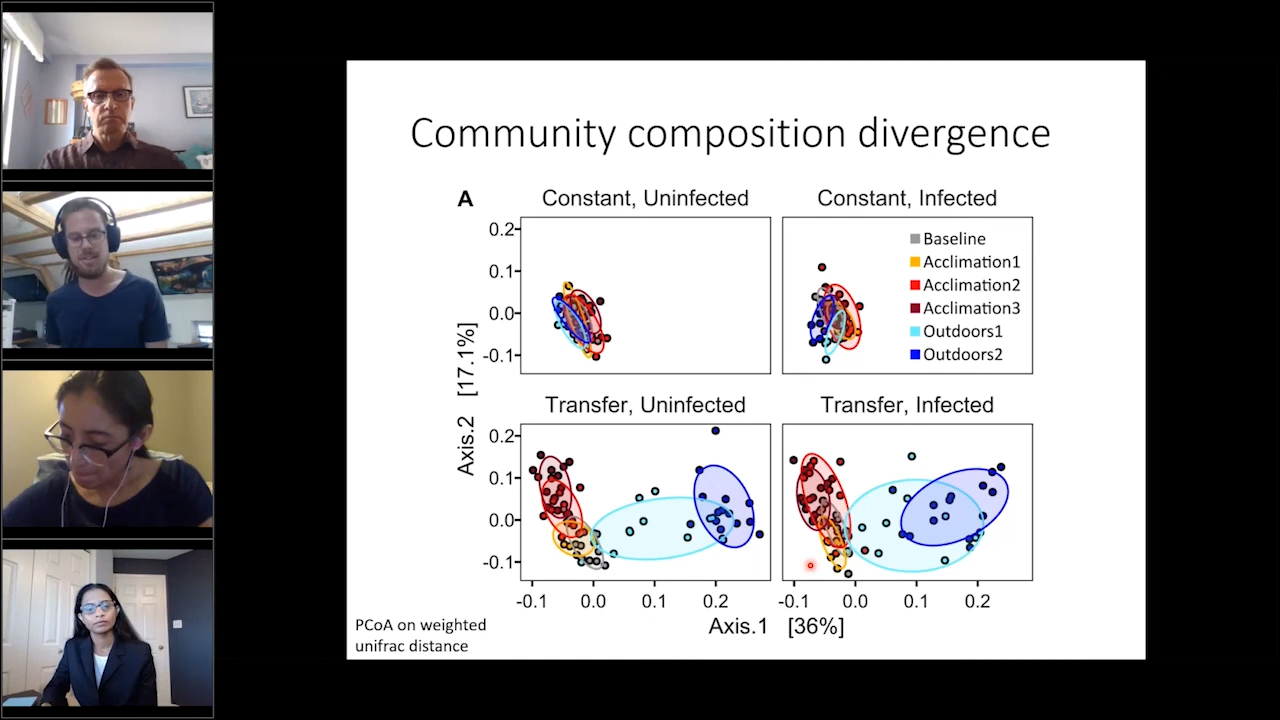 Community composition divergence
A
Constant, Uninfected
Constant, Infected
0.2
0.1
0.0
-0.1
Baseline
Acclimation1
Acclimation2
Acclimation3
Outdoors1
Outdoors2
Axis.2 [17.1%]
Transfer, Uninfected
Transfer, Infected
0.2
0.1
0.0
-0.1
-0.1 0.0 0.1 0.2
-0.1 0.0 0.1 0.2
Axis.1 [36%]
PCoA on weighted
unifrac distance